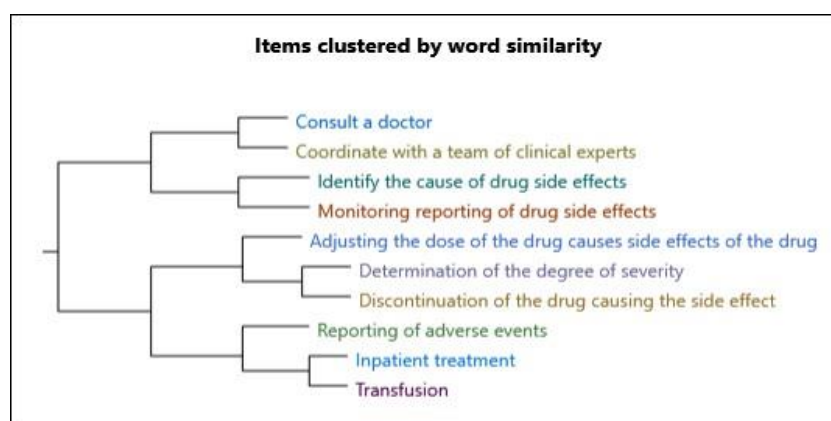 Items clustered by word similarity
Consult a doctor
Coordinate with a team of clinical experts
Identify the cause of drug side effects
Monitoring reporting of drug side effects
Adjusting the dose of the drug causes side effects of the drug
Determination of the degree of severity
Discontinuation of the drug causing the side effect
Reporting of adverse events
Inpatient treatment
Transfusion